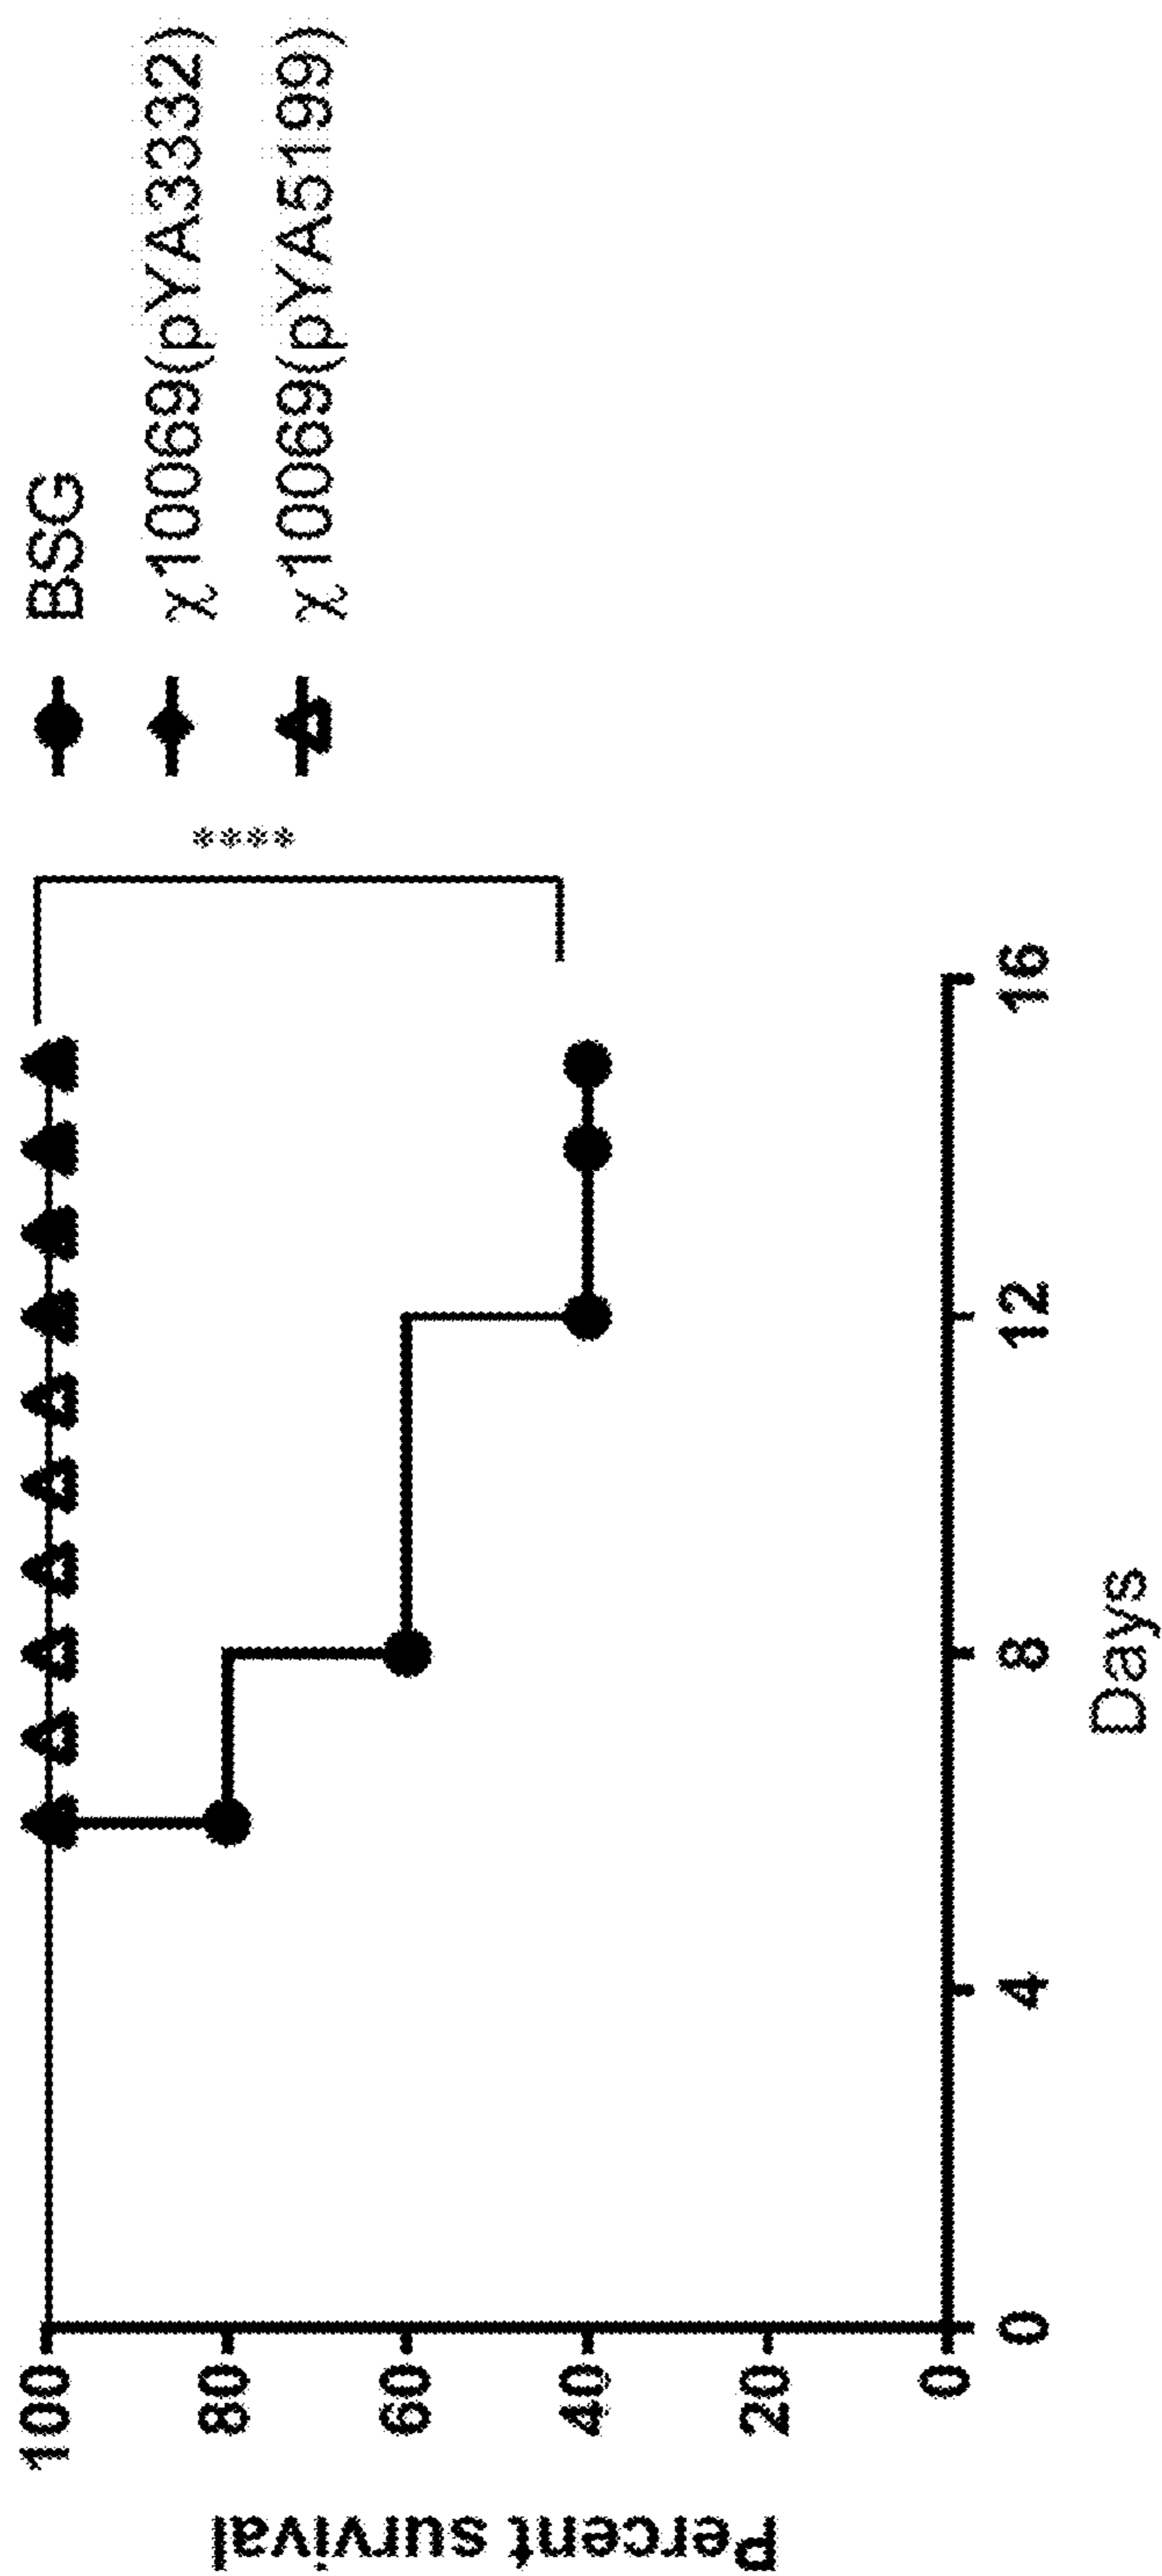 BSG
χ10069(pYA3332)
χ10069(pYA5199)
****
100
80
60
40
20
0
Percent survival
0 4 8 12 16
Days